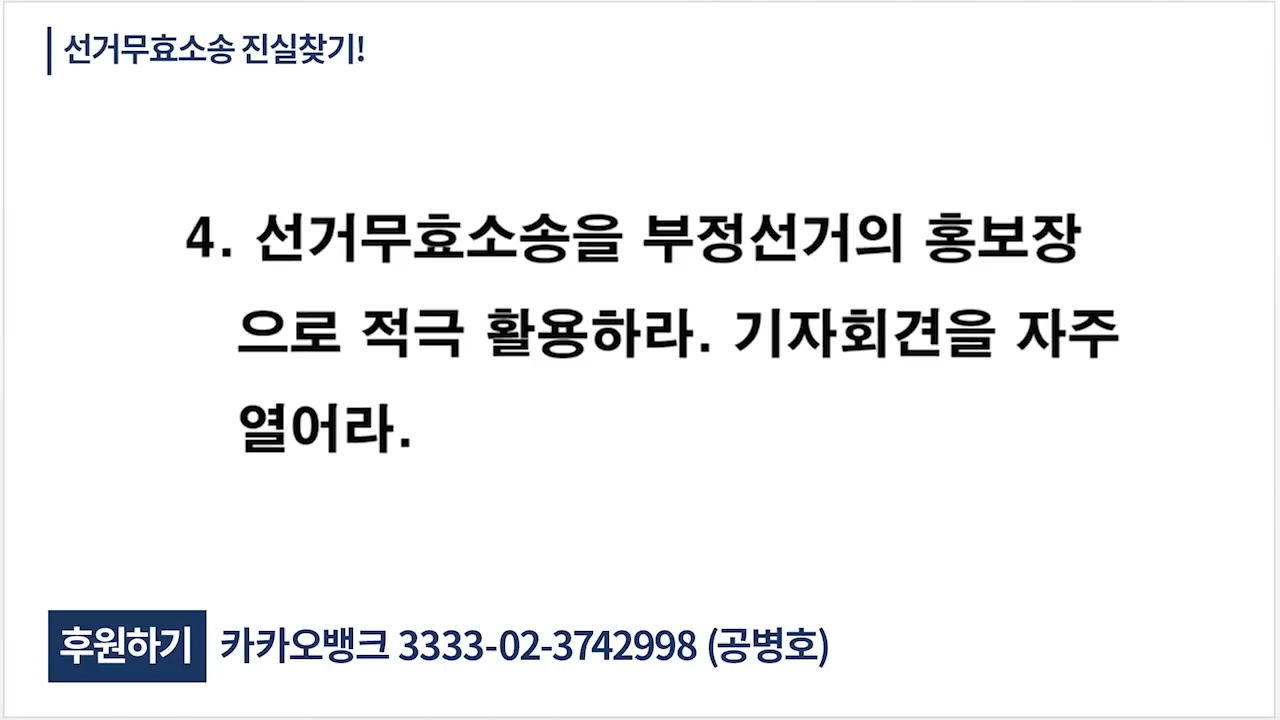 선거무효소송 진실찾기!
4. 선거무효소송을 부정선거의 홍보장
으로 적극 활용하라. 기자회견을 자주
열어라.
후원하기 카카오뱅크 3333-02-3742998 (공병호)